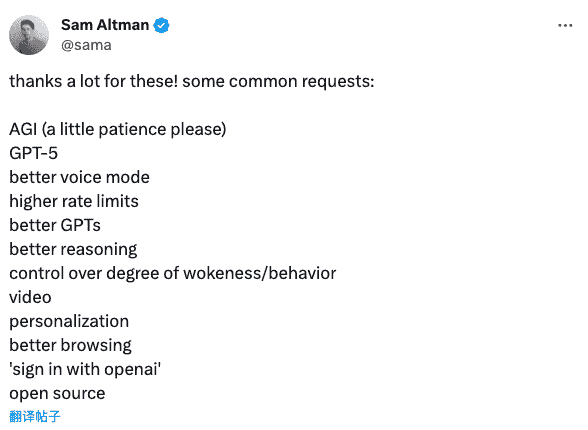 Sam Altman
@sama
thanks a lot for these! some common requests:
AGI (a little patience please)
GPT-5
better voice mode
higher rate limits
better GPTs
better reasoning
control over degree of wokeness/behavior
video
personalization
better browsing
'sign in with openai'
open source
翻译帖子